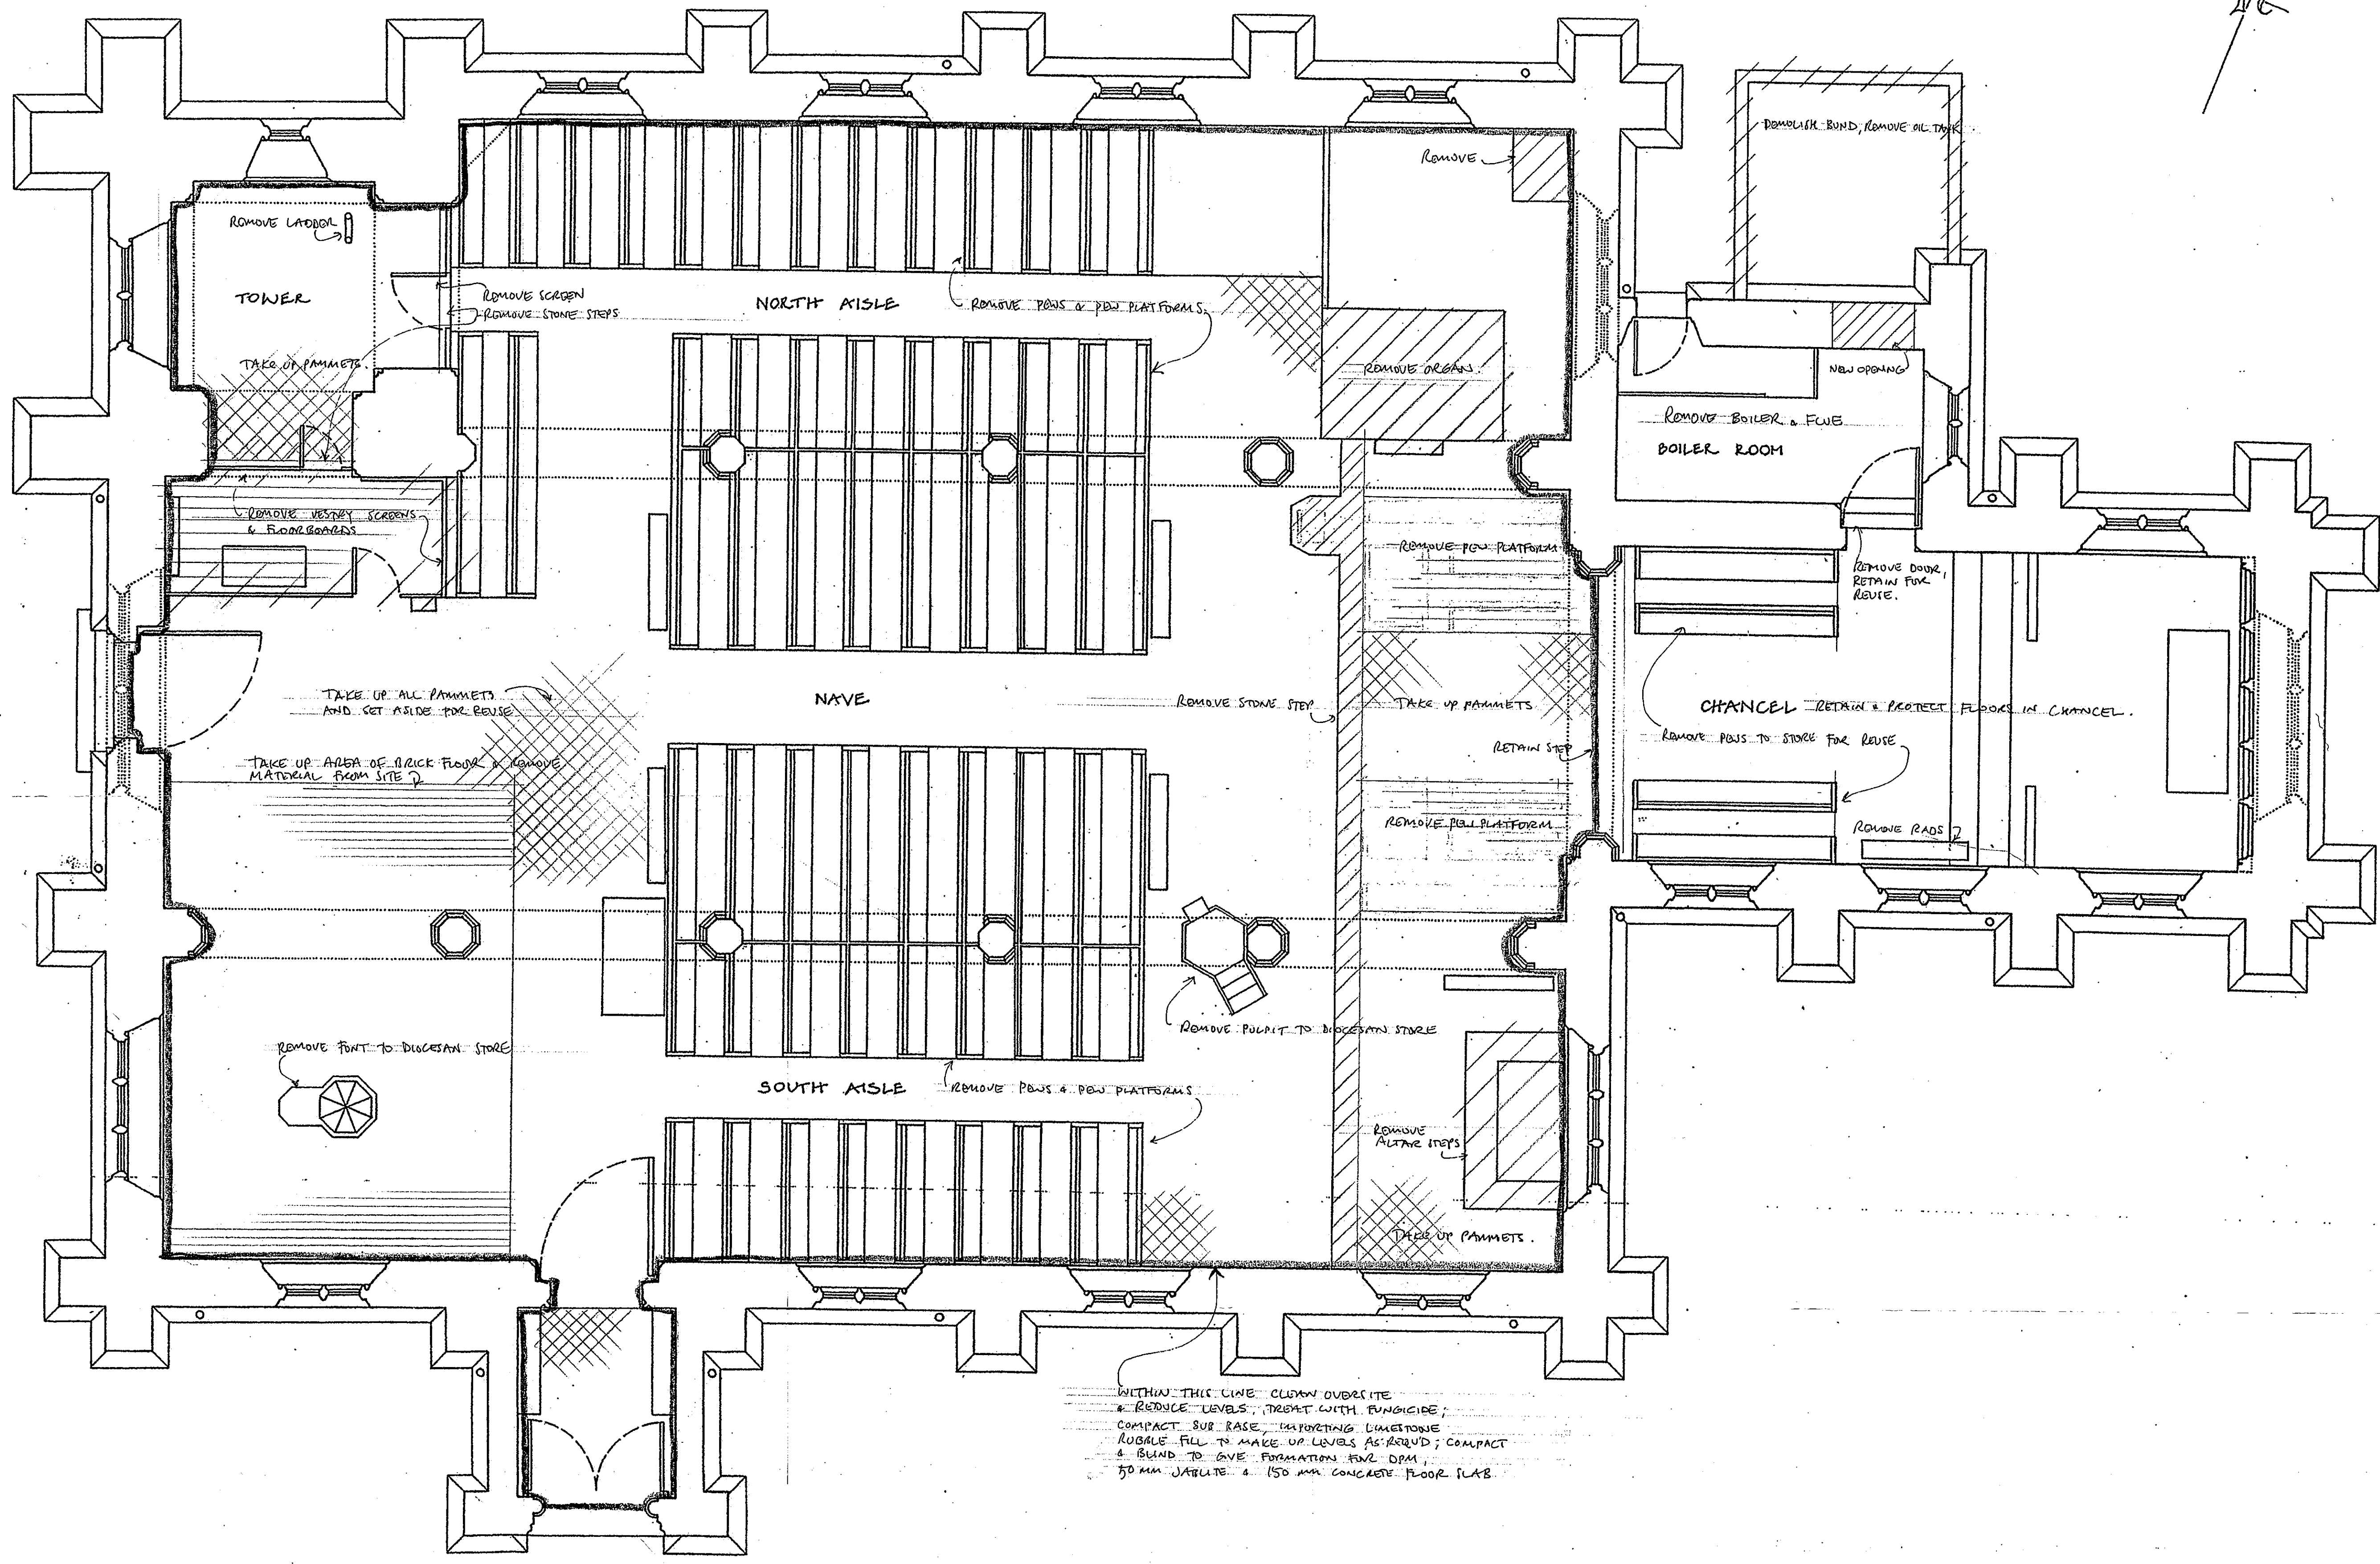 DEMOLISH BUND, REMOVE OIL TANK
REMOVE
REMOVE LADDER
TOWER
REMOVE SCREEN
REMOVE STONE STEPS
NORTH AISLE
REMOVE PEWS & PEW PLATFORMS.
TAKE UP PAMMETS.
REMOVE ORGAN.
NEW OPENING
REMOVE BOILER & FLUE
BOILER ROOM
REMOVE VESTRY SCREENS
& FLOORBOARDS
REMOVE PEW PLATFORM
REMOVE DOOR,
RETAIN FOR
REUSE.
TAKE UP ALL PAMMETS
AND SET ASIDE FOR REUSE
NAVE
REMOVE STONE STEP
TAKE UP PAMMETS
CHANCEL RETAIN & PROTECT FLOORS IN CHANCEL.
RETAIN STEP
REMOVE PEWS TO STORE FOR REUSE
TAKE UP AREA OF BRICK FLOOR & REMOVE
MATERIAL FROM SITE
REMOVE PEW PLATFORM
REMOVE RADS
REMOVE PULPIT TO DIOCESAN STORE
REMOVE FONT TO DIOCESAN STORE
SOUTH AISLE
REMOVE PEWS & PEW PLATFORMS
REMOVE
ALTAR STEPS
TAKE UP PAMMETS.
WITHIN THIS LINE CLEAN OVERSITE
& REDUCE LEVELS, TREAT WITH FUNGICIDE;
COMPACT SUB BASE, IMPORTING LIMESTONE
RUBBLE FILL TO MAKE UP LEVELS AS REQU'D; COMPACT
& BLIND TO GIVE FORMATION FOR DPM,
50 MM JABLITE & 150 MM CONCRETE FLOOR SLAB